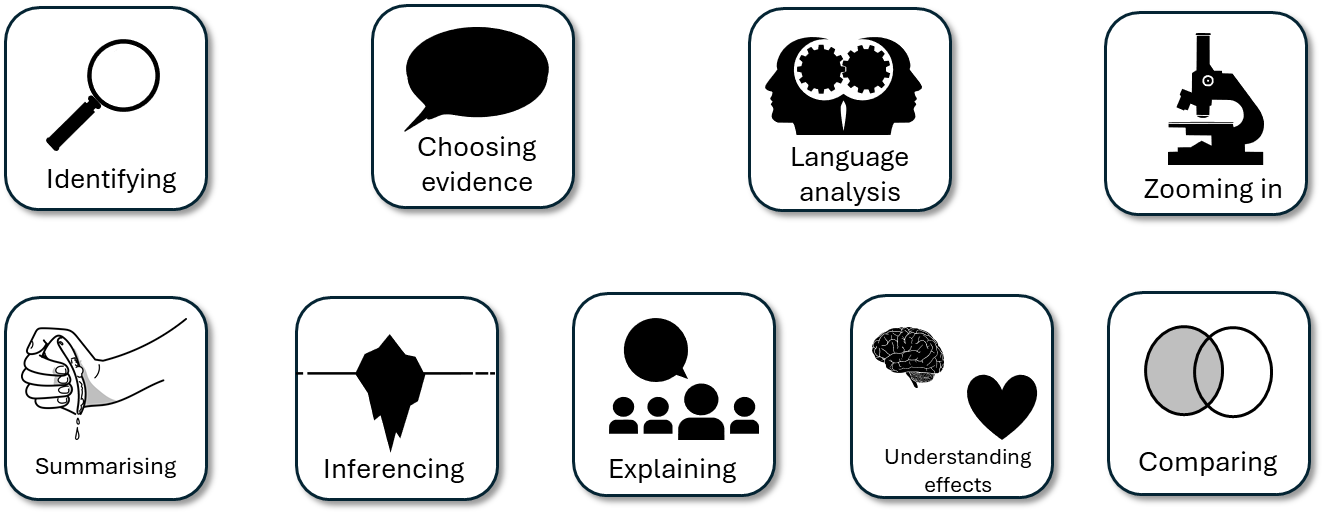 Identifying
Choosing
evidence
Language
analysis
Zooming in
Summarising
Inferencing
Explaining
Understanding
effects
Comparing